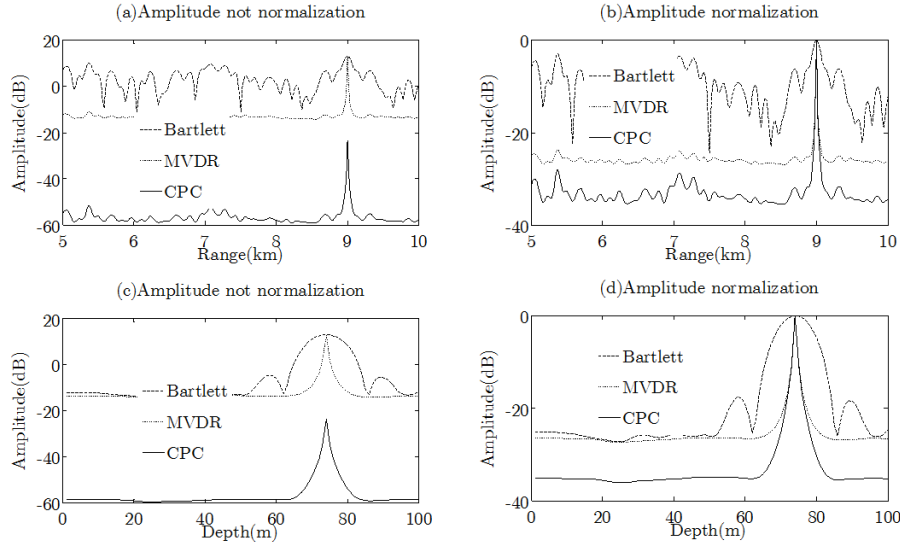 (a)Amplitude not normalization
20
0
-20
-40
-60
Amplitude(dB)
Bartlett
MVDR
CPC
5 6 7 8 9 10
Range(km)
(b)Amplitude normalization
0
-20
-40
Amplitude(dB)
Bartlett
MVDR
CPC
5 6 7 8 9 10
Range(km)
(c)Amplitude not normalization
20
0
-20
-40
-60
Amplitude(dB)
Bartlett
MVDR
CPC
0 20 40 60 80 100
Depth(m)
(d)Amplitude normalization
0
-20
-40
Amplitude(dB)
Bartlett
MVDR
CPC
0 20 40 60 80 100
Depth(m)